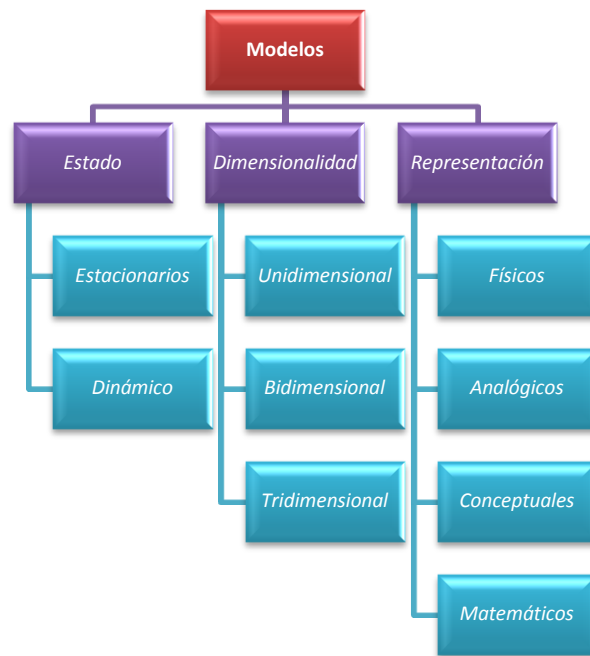 Modelos
Estado
Dimensionalidad
Representación
Estacionarios
Unidimensional
Físicos
Dinámico
Bidimensional
Analógicos
Tridimensional
Conceptuales
Matemáticos